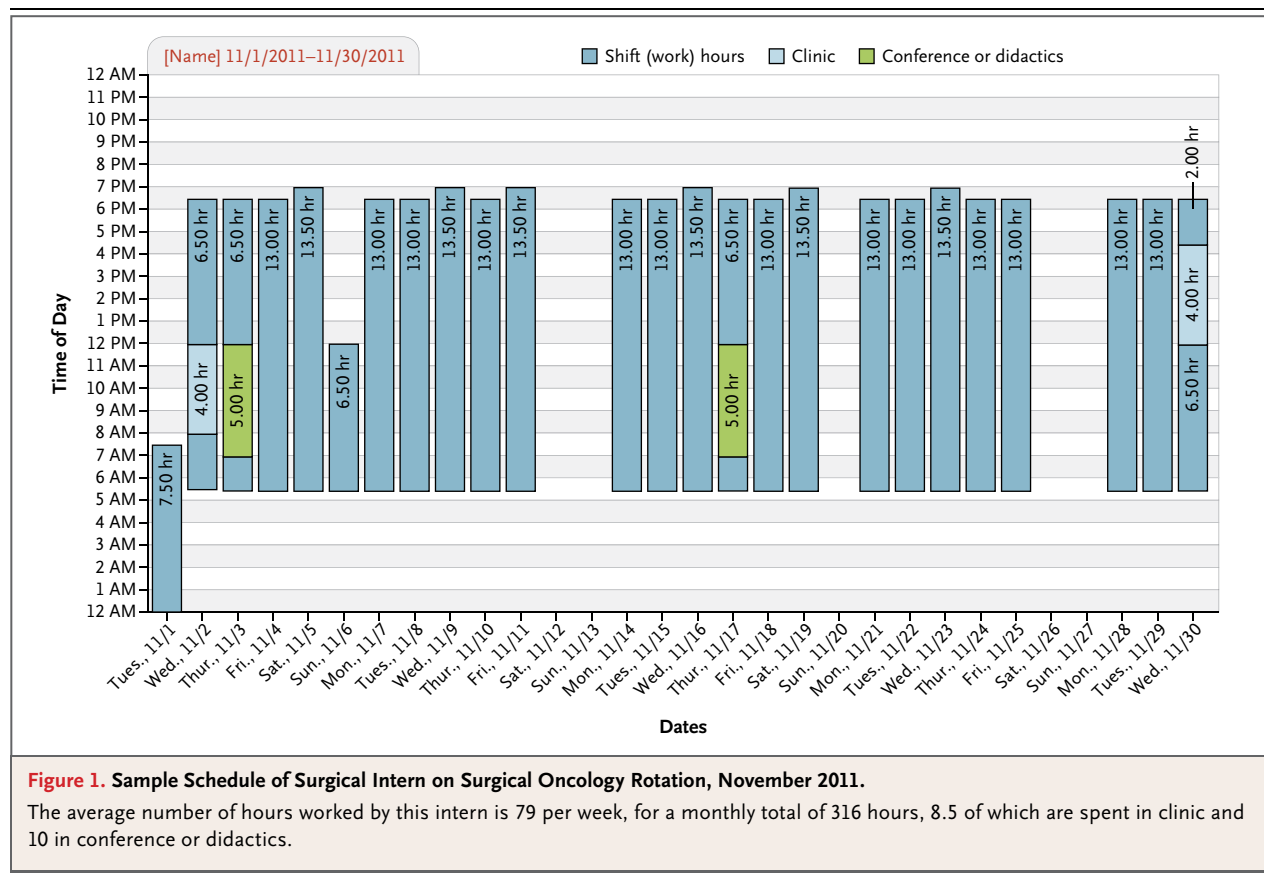 [Name] 11/1/2011–11/30/2011
Shift (work) hours
Clinic
Conference or didactics
Time of Day
12 AM
11 PM
10 PM
9 PM
8 PM
7 PM
6 PM
5 PM
4 PM
3 PM
2 PM
1 PM
12 PM
11 AM
10 AM
9 AM
8 AM
7 AM
6 AM
5 AM
4 AM
3 AM
2 AM
1 AM
12 AM
7.50 hr
6.50 hr
4.00 hr
6.50 hr
5.00 hr
13.00 hr
13.50 hr
6.50 hr
13.00 hr
13.00 hr
13.50 hr
13.00 hr
13.50 hr
13.00 hr
13.00 hr
13.50 hr
6.50 hr
5.00 hr
13.00 hr
13.50 hr
13.00 hr
13.00 hr
13.50 hr
13.00 hr
13.00 hr
13.00 hr
13.00 hr
2.00 hr
4.00 hr
6.50 hr
Tues., 11/1
Wed., 11/2
Thur., 11/3
Fri., 11/4
Sat., 11/5
Sun., 11/6
Mon., 11/7
Tues., 11/8
Wed., 11/9
Thur., 11/10
Fri., 11/11
Sat., 11/12
Sun., 11/13
Mon., 11/14
Tues., 11/15
Wed., 11/16
Thur., 11/17
Fri., 11/18
Sat., 11/19
Sun., 11/20
Mon., 11/21
Tues., 11/22
Wed., 11/23
Thur., 11/24
Fri., 11/25
Sat., 11/26
Sun., 11/27
Mon., 11/28
Tues., 11/29
Wed., 11/30
Dates
Figure 1. Sample Schedule of Surgical Intern on Surgical Oncology Rotation, November 2011.
The average number of hours worked by this intern is 79 per week, for a monthly total of 316 hours, 8.5 of which are spent in clinic and
10 in conference or didactics.